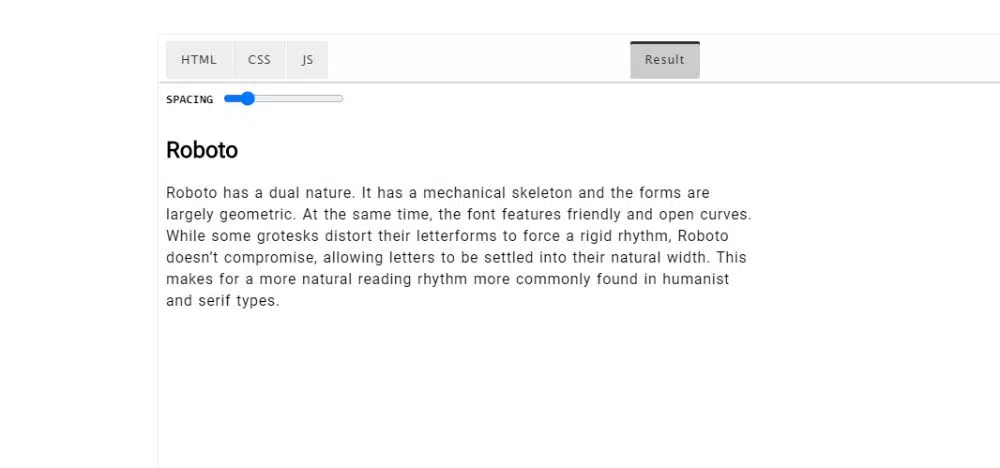 HTML CSS JS Result
SPACING
Roboto
Roboto has a dual nature. It has a mechanical skeleton and the forms are
largely geometric. At the same time, the font features friendly and open curves.
While some grotesks distort their letterforms to force a rigid rhythm, Roboto
doesn’t compromise, allowing letters to be settled into their natural width. This
makes for a more natural reading rhythm more commonly found in humanist
and serif types.